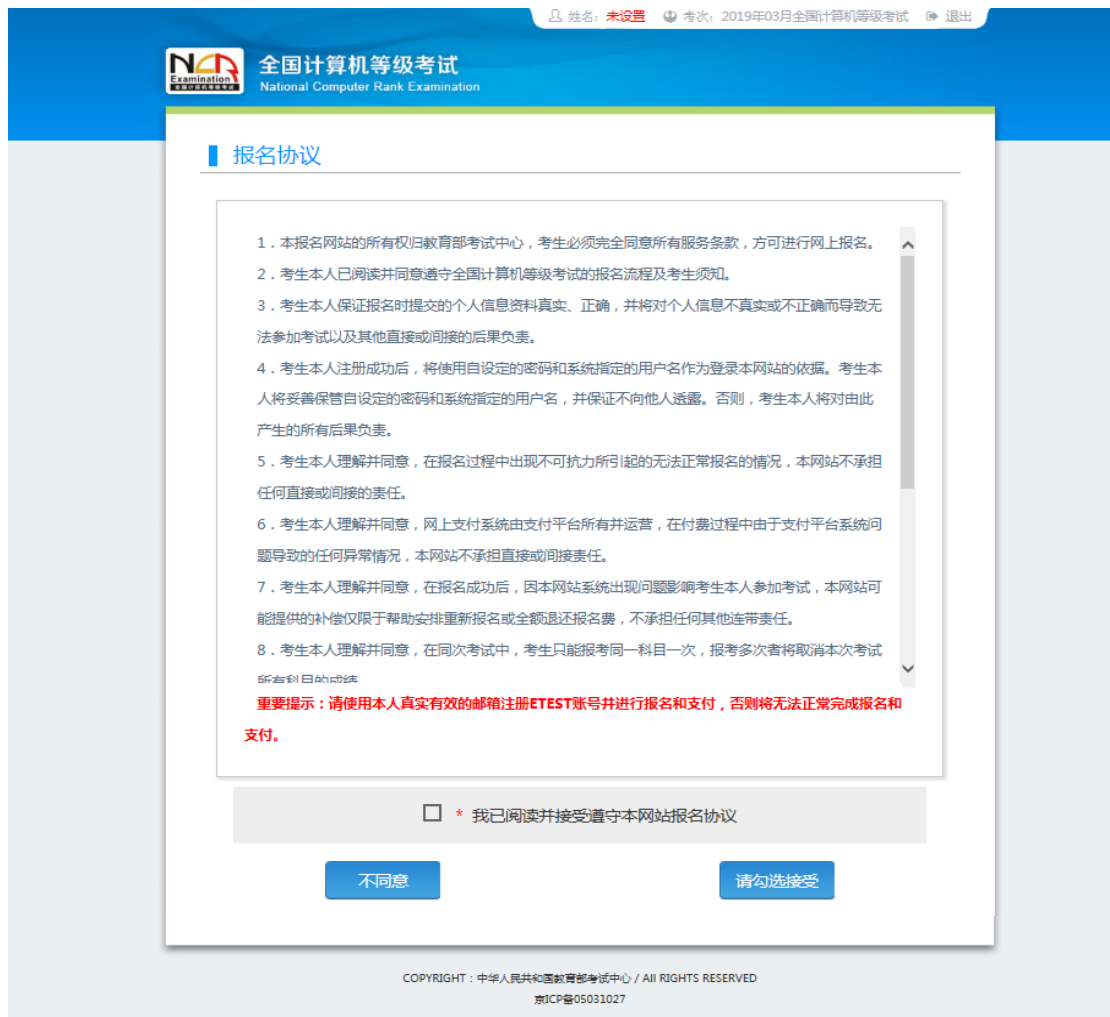 姓名：未设置 考次：2019年03月全国计算机等级考试 退出
NCR
Examination
全国计算机等级考试
全国计算机等级考试
National Computer Rank Examination
报名协议
1．本报名网站的所有权归教育部考试中心，考生必须完全同意所有服务条款，方可进行网上报名。
2．考生本人已阅读并同意遵守全国计算机等级考试的报名流程及考生须知。
3．考生本人保证报名时提交的个人信息资料真实、正确，并将对个人信息不真实或不正确而导致无
法参加考试以及其他直接或间接的后果负责。
4．考生本人注册成功后，将使用自设定的密码和系统指定的用户名作为登录本网站的依据。考生本
人将妥善保管自设定的密码和系统指定的用户名，并保证不向他人透露。否则，考生本人将对由此
产生的所有后果负责。
5．考生本人理解并同意，在报名过程中出现不可抗力所引起的无法正常报名的情况，本网站不承担
任何直接或间接的责任。
6．考生本人理解并同意，网上支付系统由支付平台所有并运营，在付费过程中由于支付平台系统问
题导致的任何异常情况，本网站不承担直接或间接责任。
7．考生本人理解并同意，在报名成功后，因本网站系统出现问题影响考生本人参加考试，本网站可
能提供的补偿仅限于帮助安排重新报名或全额退还报名费，不承担任何其他连带责任。
8．考生本人理解并同意，在同次考试中，考生只能报考同一科目一次，报考多次者将取消本次考试
所有科目的成绩
重要提示：请使用本人真实有效的邮箱注册ETEST账号并进行报名和支付，否则将无法正常完成报名和
支付。
* 我已阅读并接受遵守本网站报名协议
不同意
请勾选接受
COPYRIGHT：中华人民共和国教育部考试中心 / All RIGHTS RESERVED
京ICP备05031027